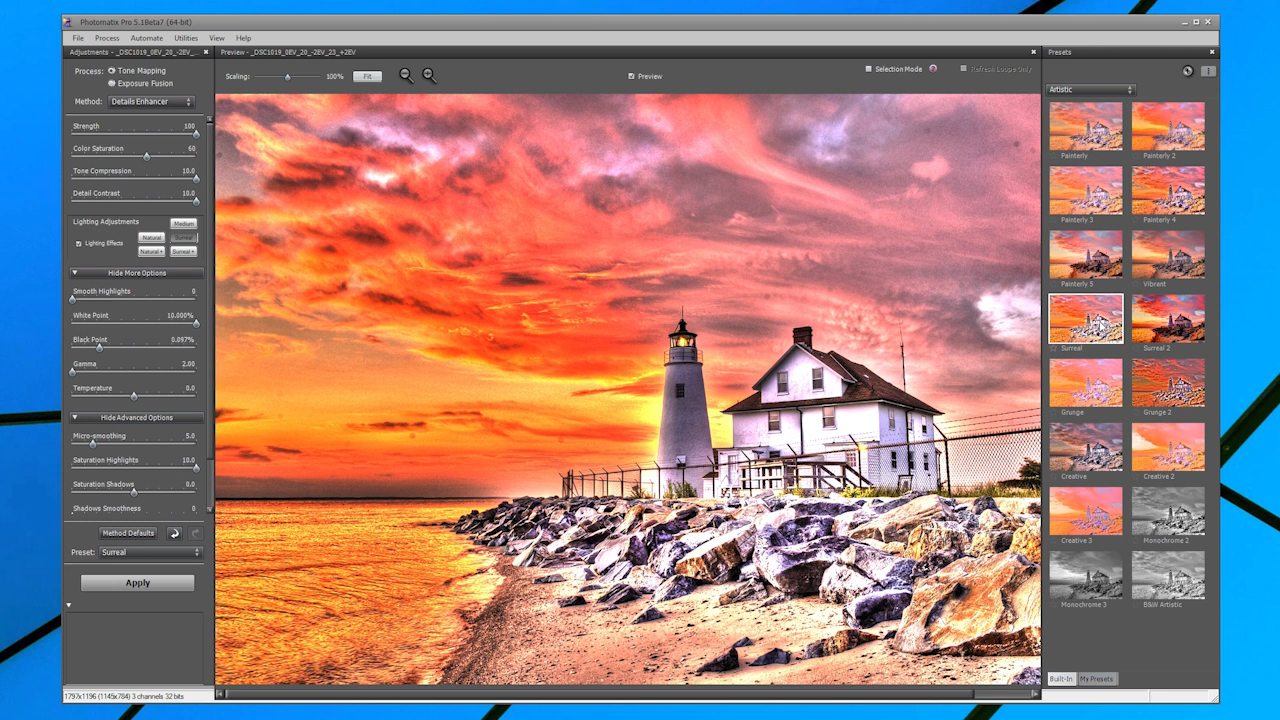 Photomatix Pro 5.1Beta7 (64-bit)
File Process Automate Utilities View Help
Adjustments - _DSC1019_0EV_20_-2EV_...
Preview - _DSC1019_0EV_20_-2EV_23_+2EV
Presets
Process: Tone Mapping
Exposure Fusion
Method: Details Enhancer
Strength 100
Color Saturation 60
Tone Compression 10.0
Detail Contrast 10.0
Lighting Adjustments
Medium
Lighting Effects
Natural Surreal
Natural+ Surreal+
Hide More Options
Smooth Highlights 0
White Point 10.000%
Black Point 0.097%
Gamma 2.00
Temperature 0.0
Hide Advanced Options
Micro-smoothing 5.0
Saturation Highlights 10.0
Saturation Shadows 0.0
Shadows Smoothness 0
Method Defaults
Preset: Surreal
Apply
1797x1196 (1145x784) 3 channels 32 bits
Scaling: 100% Fit
Preview
Selection Mode ?
Refresh Loupe Only
i
Artistic
Painterly Painterly 2
Painterly 3 Painterly 4
Painterly 5 Vibrant
Surreal Surreal 2
Grunge Grunge 2
Creative Creative 2
Creative 3 Monochrome 2
Monochrome 3 B&W Artistic
Built-In My Presets